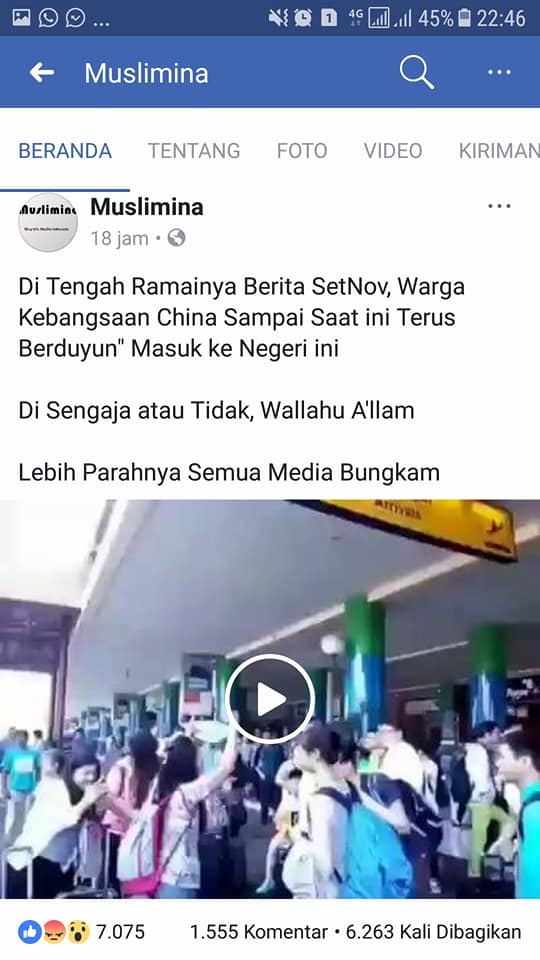 4G 45% 22:46
Muslimina
BERANDA TENTANG FOTO VIDEO KIRIMAN
Muslimina
Muslimina
18 jam
Di Tengah Ramainya Berita SetNov, Warga
Kebangsaan China Sampai Saat ini Terus
Berduyun" Masuk ke Negeri ini
Di Sengaja atau Tidak, Wallahu A'llam
Lebih Parahnya Semua Media Bungkam
Arrivals
7.075 1.555 Komentar • 6.263 Kali Dibagikan